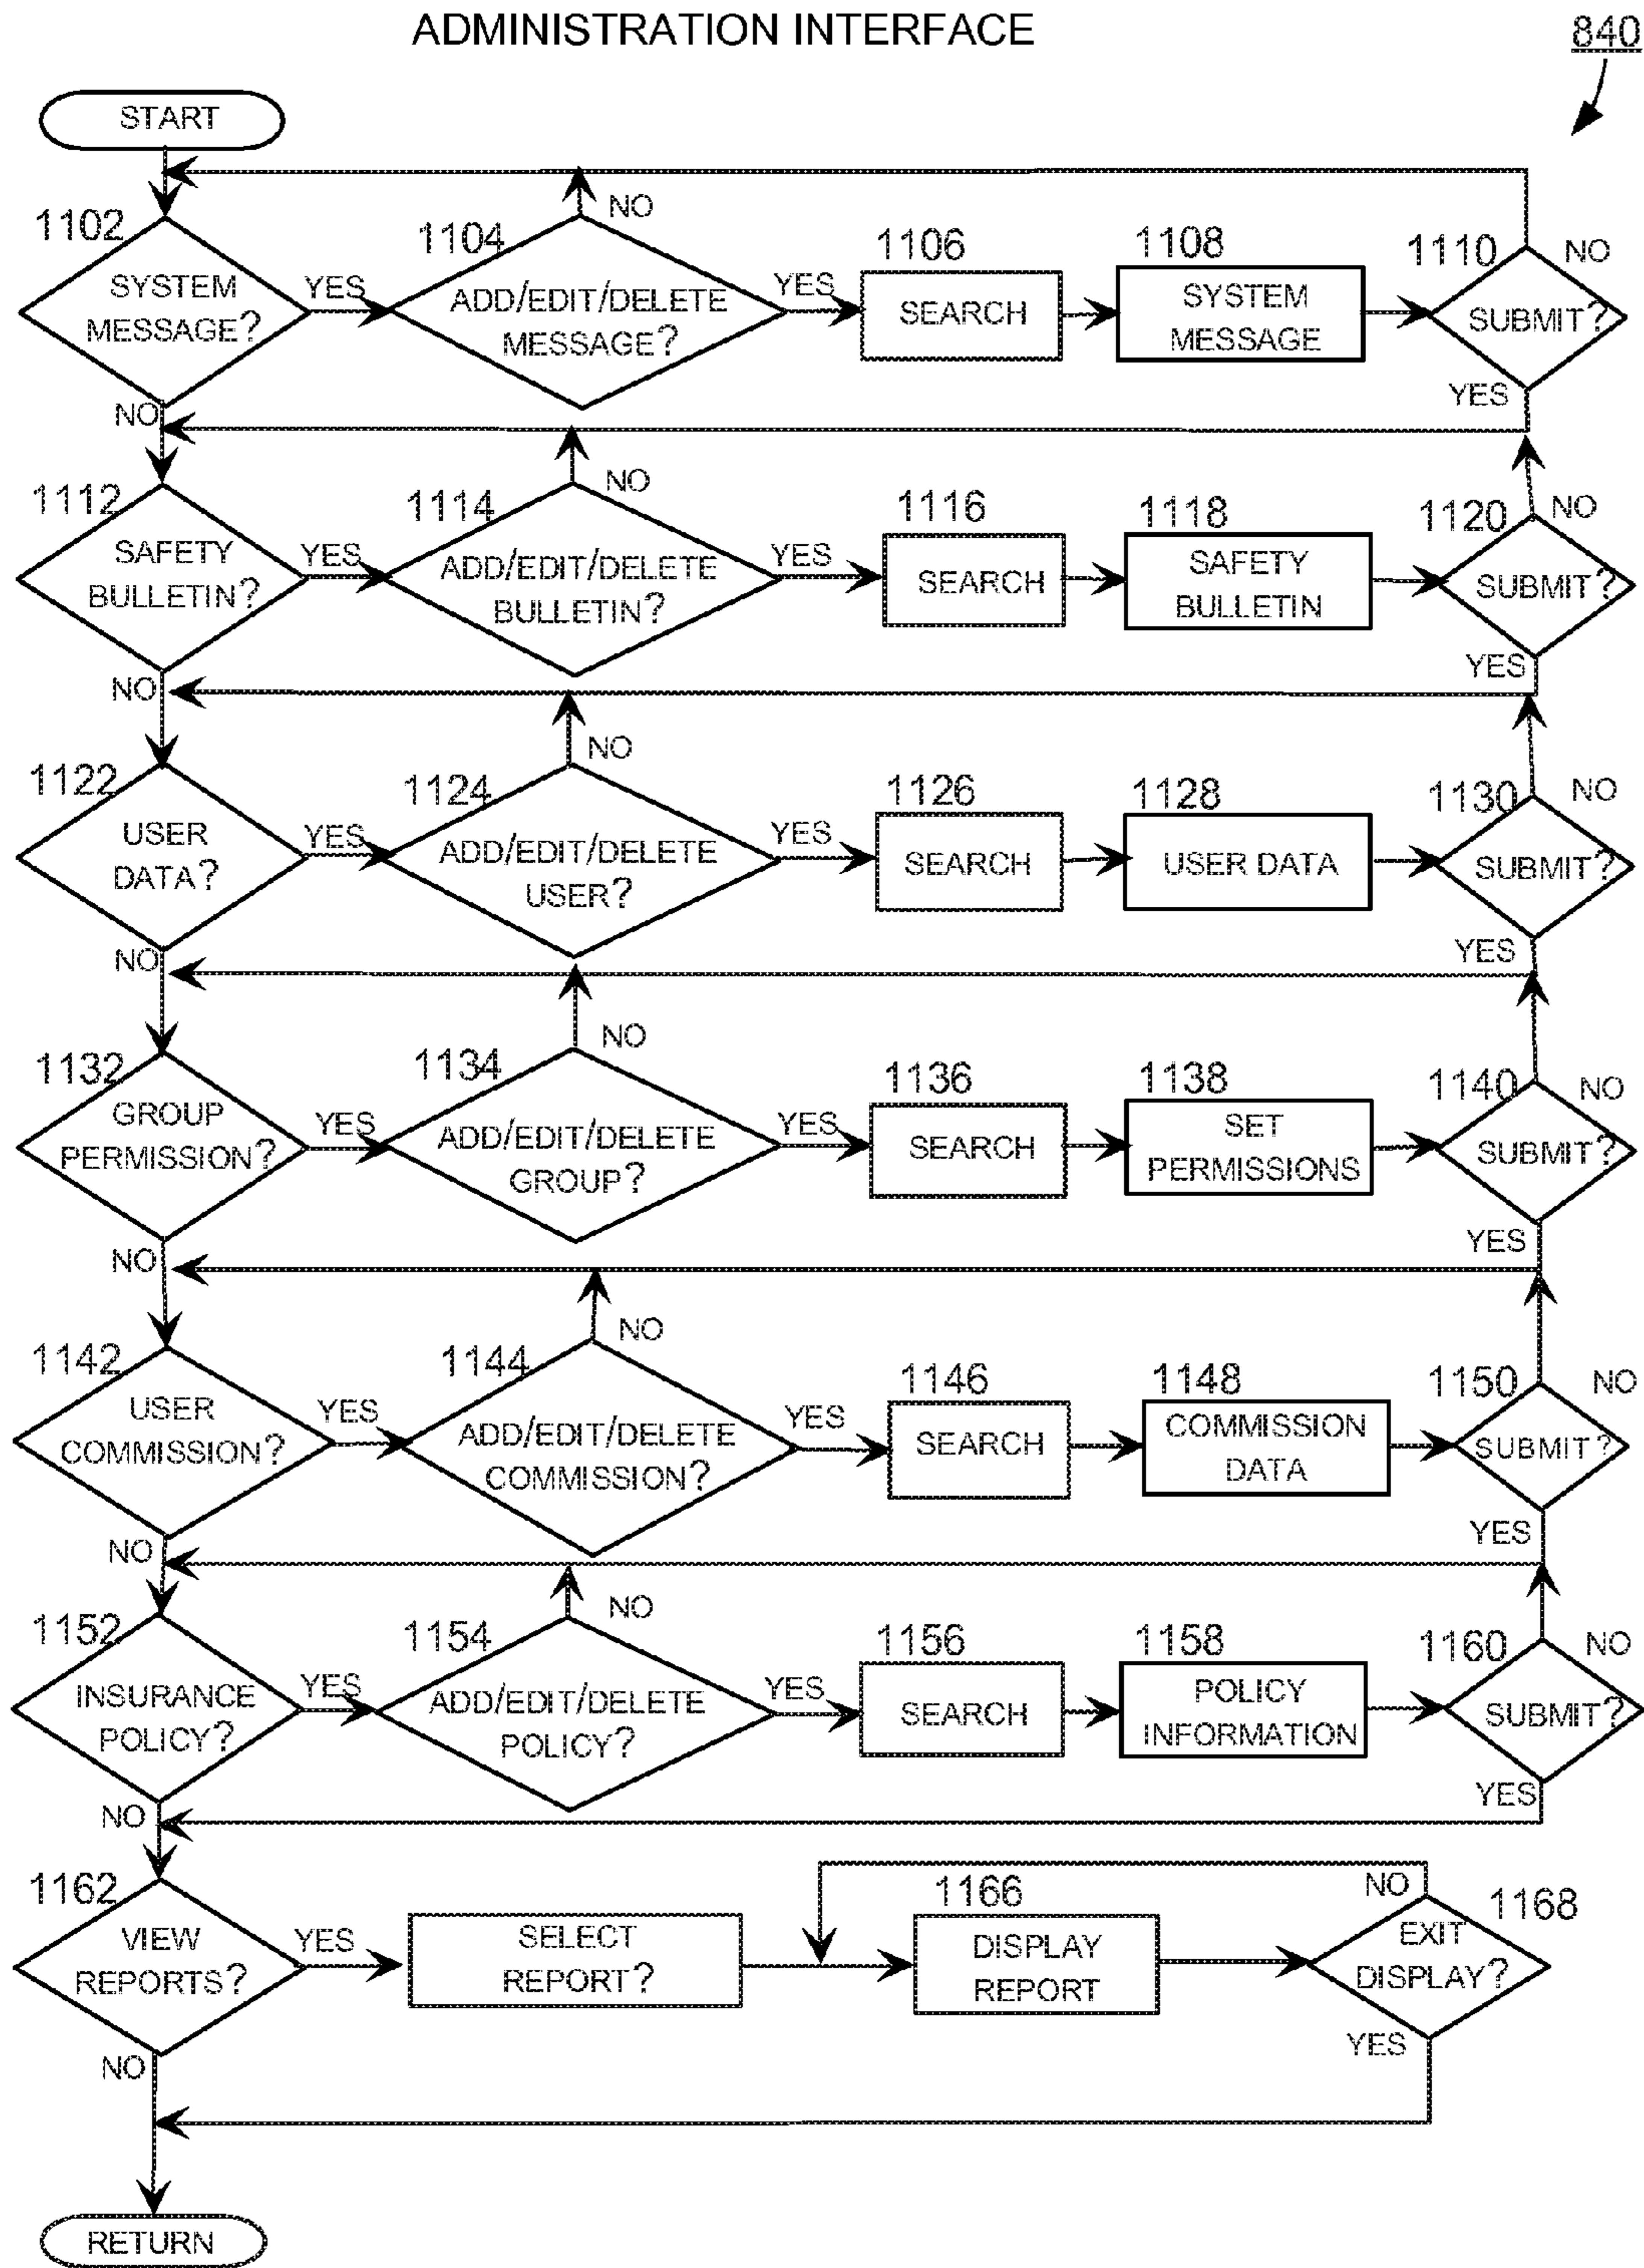 ADMINISTRATION INTERFACE
840
START
1102
SYSTEM
MESSAGE?
YES
NO
1104
ADD/EDIT/DELETE
MESSAGE?
NO
YES
1106
SEARCH
1108
SYSTEM
MESSAGE
1110
SUBMIT?
NO
YES
1112
SAFETY
BULLETIN?
YES
NO
1114
ADD/EDIT/DELETE
BULLETIN?
NO
YES
1116
SEARCH
1118
SAFETY
BULLETIN
1120
SUBMIT?
NO
YES
1122
USER
DATA?
YES
NO
1124
ADD/EDIT/DELETE
USER?
NO
YES
1126
SEARCH
1128
USER DATA
1130
SUBMIT?
NO
YES
1132
GROUP
PERMISSION?
YES
NO
1134
ADD/EDIT/DELETE
GROUP?
NO
YES
1136
SEARCH
1138
SET
PERMISSIONS
1140
SUBMIT?
NO
YES
1142
USER
COMMISSION?
YES
NO
1144
ADD/EDIT/DELETE
COMMISSION?
NO
YES
1146
SEARCH
1148
COMMISSION
DATA
1150
SUBMIT?
NO
YES
1152
INSURANCE
POLICY?
YES
NO
1154
ADD/EDIT/DELETE
POLICY?
NO
YES
1156
SEARCH
1158
POLICY
INFORMATION
1160
SUBMIT?
NO
YES
1162
VIEW
REPORTS?
YES
NO
SELECT
REPORT?
1166
DISPLAY
REPORT
1168
EXIT
DISPLAY?
NO
YES
RETURN